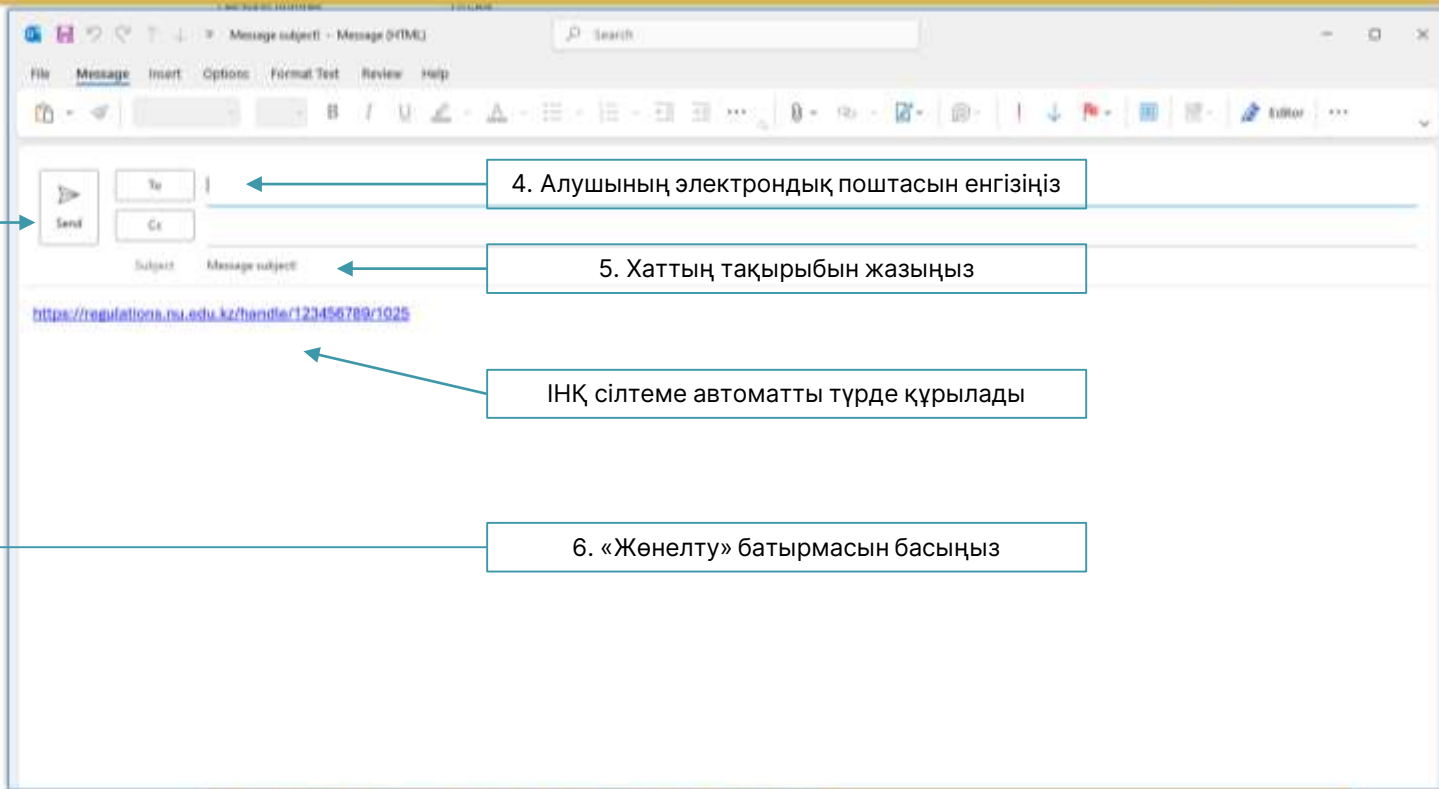 Message subject! - Message (HTML)
Search
File Message Insert Options Format Text Review Help
B I U A Editor
To
4. Алушының электрондық поштасын енгізіңіз
Send
Cc
Subject Message subject!
5. Хаттың тақырыбын жазыңыз
https://regulations.nu.edu.kz/handle/123456789/1025
ІНҚ сілтеме автоматты түрде құрылады
6. «Жөнелту» батырмасын басыңыз